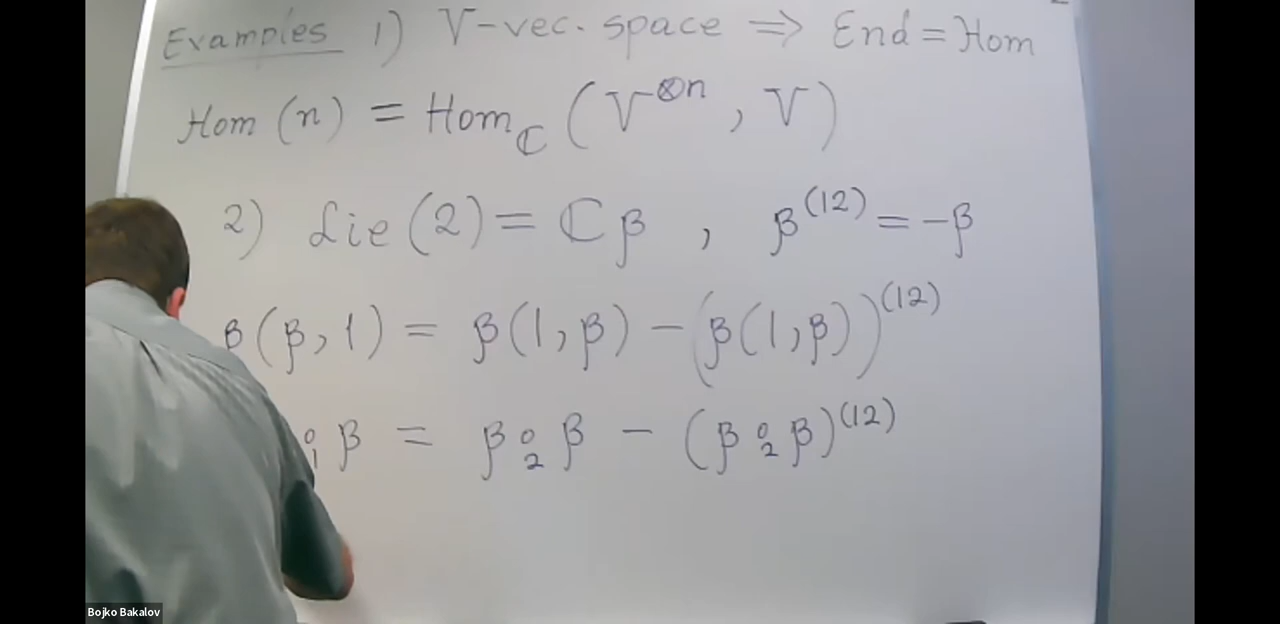 Examples 1) V-vec. space ⇒ End = Hom
Hom (n) = Hom_ℂ (V^{⊗n}, V)
2) Lie (2) = ℂβ , β^{(12)} = -β
β(β, 1) = β(1, β) - (β(1, β))^{(12)}
∘_1 β = β ∘_2 β - (β ∘_2 β)^{(12)}
Bojko Bakalov